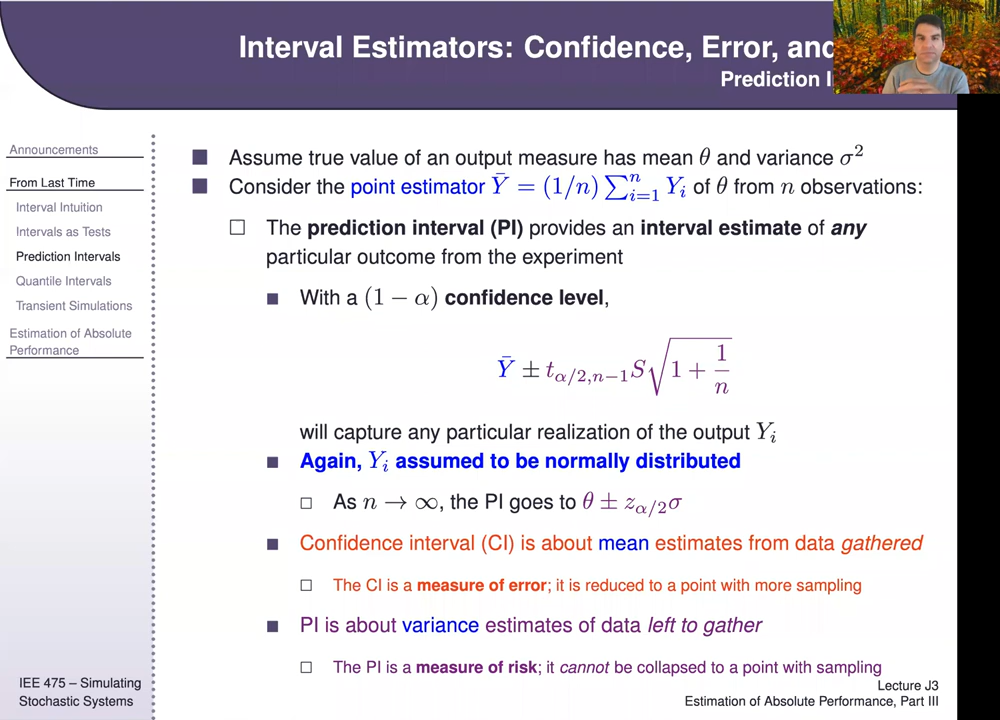 Interval Estimators: Confidence, Error, and
Prediction I
Announcements
From Last Time
Interval Intuition
Intervals as Tests
Prediction Intervals
Quantile Intervals
Transient Simulations
Estimation of Absolute
Performance
Assume true value of an output measure has mean θ and variance σ²
Consider the point estimator Ȳ = (1/n) ∑ⁿᵢ₌₁ Yᵢ of θ from n observations:
The prediction interval (PI) provides an interval estimate of any
particular outcome from the experiment
With a (1 − α) confidence level,
Ȳ ± t_{α/2,n−1} S √(1 + 1/n)
will capture any particular realization of the output Yᵢ
Again, Yᵢ assumed to be normally distributed
As n → ∞, the PI goes to θ ± z_{α/2}σ
Confidence interval (CI) is about mean estimates from data gathered
The CI is a measure of error; it is reduced to a point with more sampling
PI is about variance estimates of data left to gather
The PI is a measure of risk; it cannot be collapsed to a point with sampling
IEE 475 – Simulating
Stochastic Systems
Lecture J3
Estimation of Absolute Performance, Part III